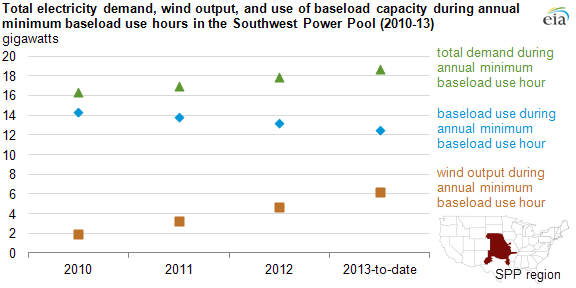 Total electricity demand, wind output, and use of baseload capacity during annual
minimum baseload use hours in the Southwest Power Pool (2010-13)
gigawatts
eia
20
18
16
14
12
10
8
6
4
2
0
2010
2011
2012
2013-to-date
total demand during
annual minimum
baseload use hour
baseload use during
annual minimum
baseload use hour
wind output during
annual minimum
baseload use hour
SPP region